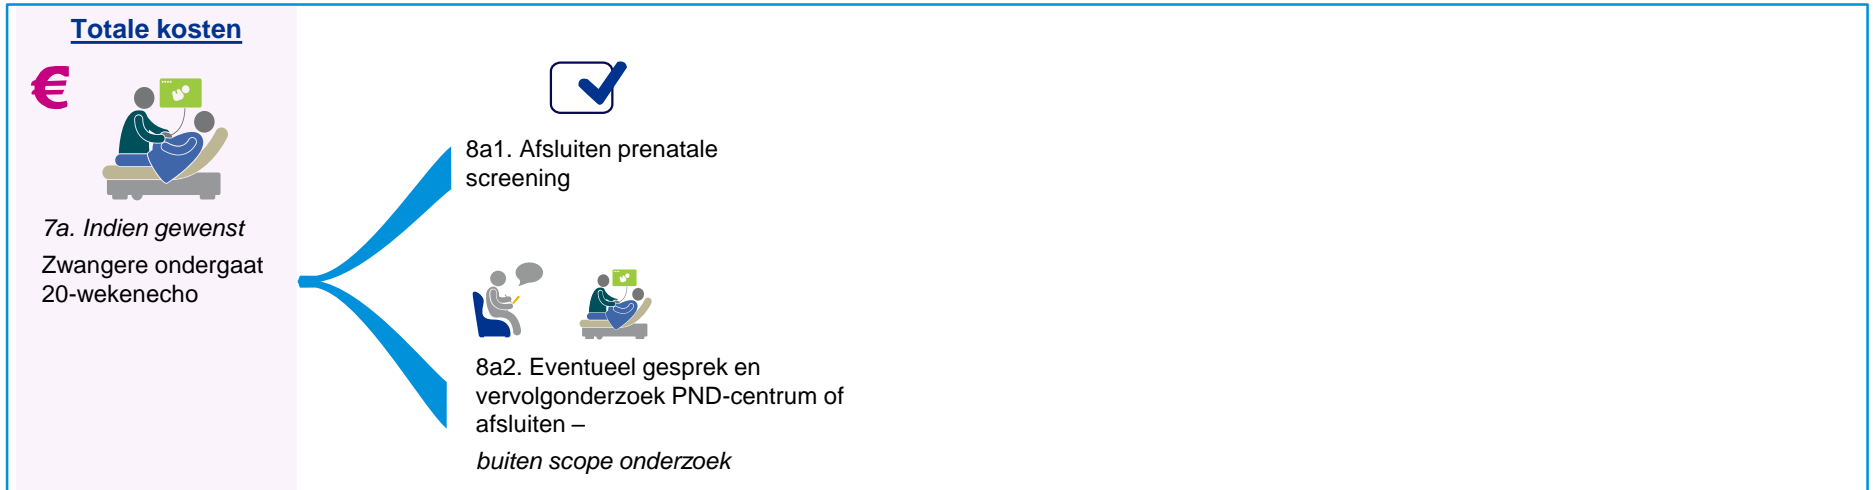 Totale kosten
€
7a. Indien gewenst
Zwangere ondergaat
20-wekenecho
8a1. Afsluiten prenatale
screening
8a2. Eventueel gesprek en
vervolgonderzoek PND-centrum of
afsluiten –
buiten scope onderzoek